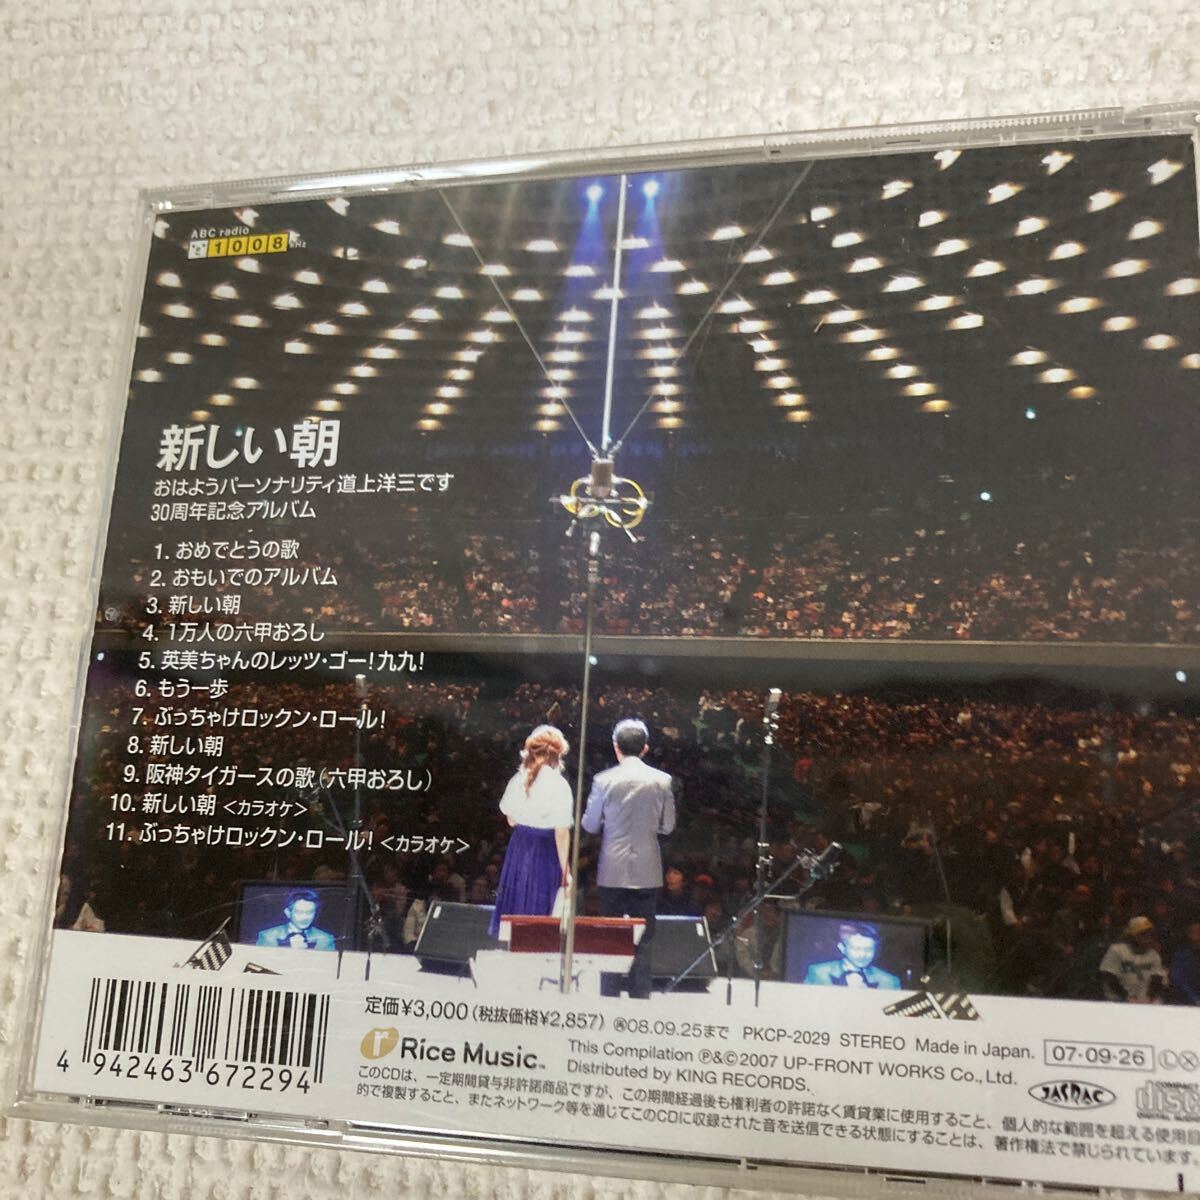 ABC radio
1008 kHz
新しい朝
おはようパーソナリティ道上洋三です
30周年記念アルバム
1. おめでとうの歌
2. おもいでのアルバム
3. 新しい朝
4. 1万人の六甲おろし
5. 英美ちゃんのレッツ・ゴー!九九!
6. もう一歩
7. ぶっちゃけロックン・ロール!
8. 新しい朝
9. 阪神タイガースの歌(六甲おろし)
10. 新しい朝 <カラオケ>
11. ぶっちゃけロックン・ロール! <カラオケ>
定価¥3,000(税抜価格¥2,857) 08.09.25まで PKCP-2029 STEREO Made in Japan. 07・09・26
Rice Music™
This Compilation ℗&©2007 UP-FRONT WORKS Co., Ltd.
Distributed by KING RECORDS.
このCDは、一定期間貸与非許諾商品ですが、この期間経過後も権利者の許諾なく賃貸業に使用すること、個人的な範囲を超える使用目
的で複製すること、またネットワーク等を通じてこのCDに収録された音を送信できる状態にすることは、著作権法で禁じられています。
JASRAC
4 942463 672294